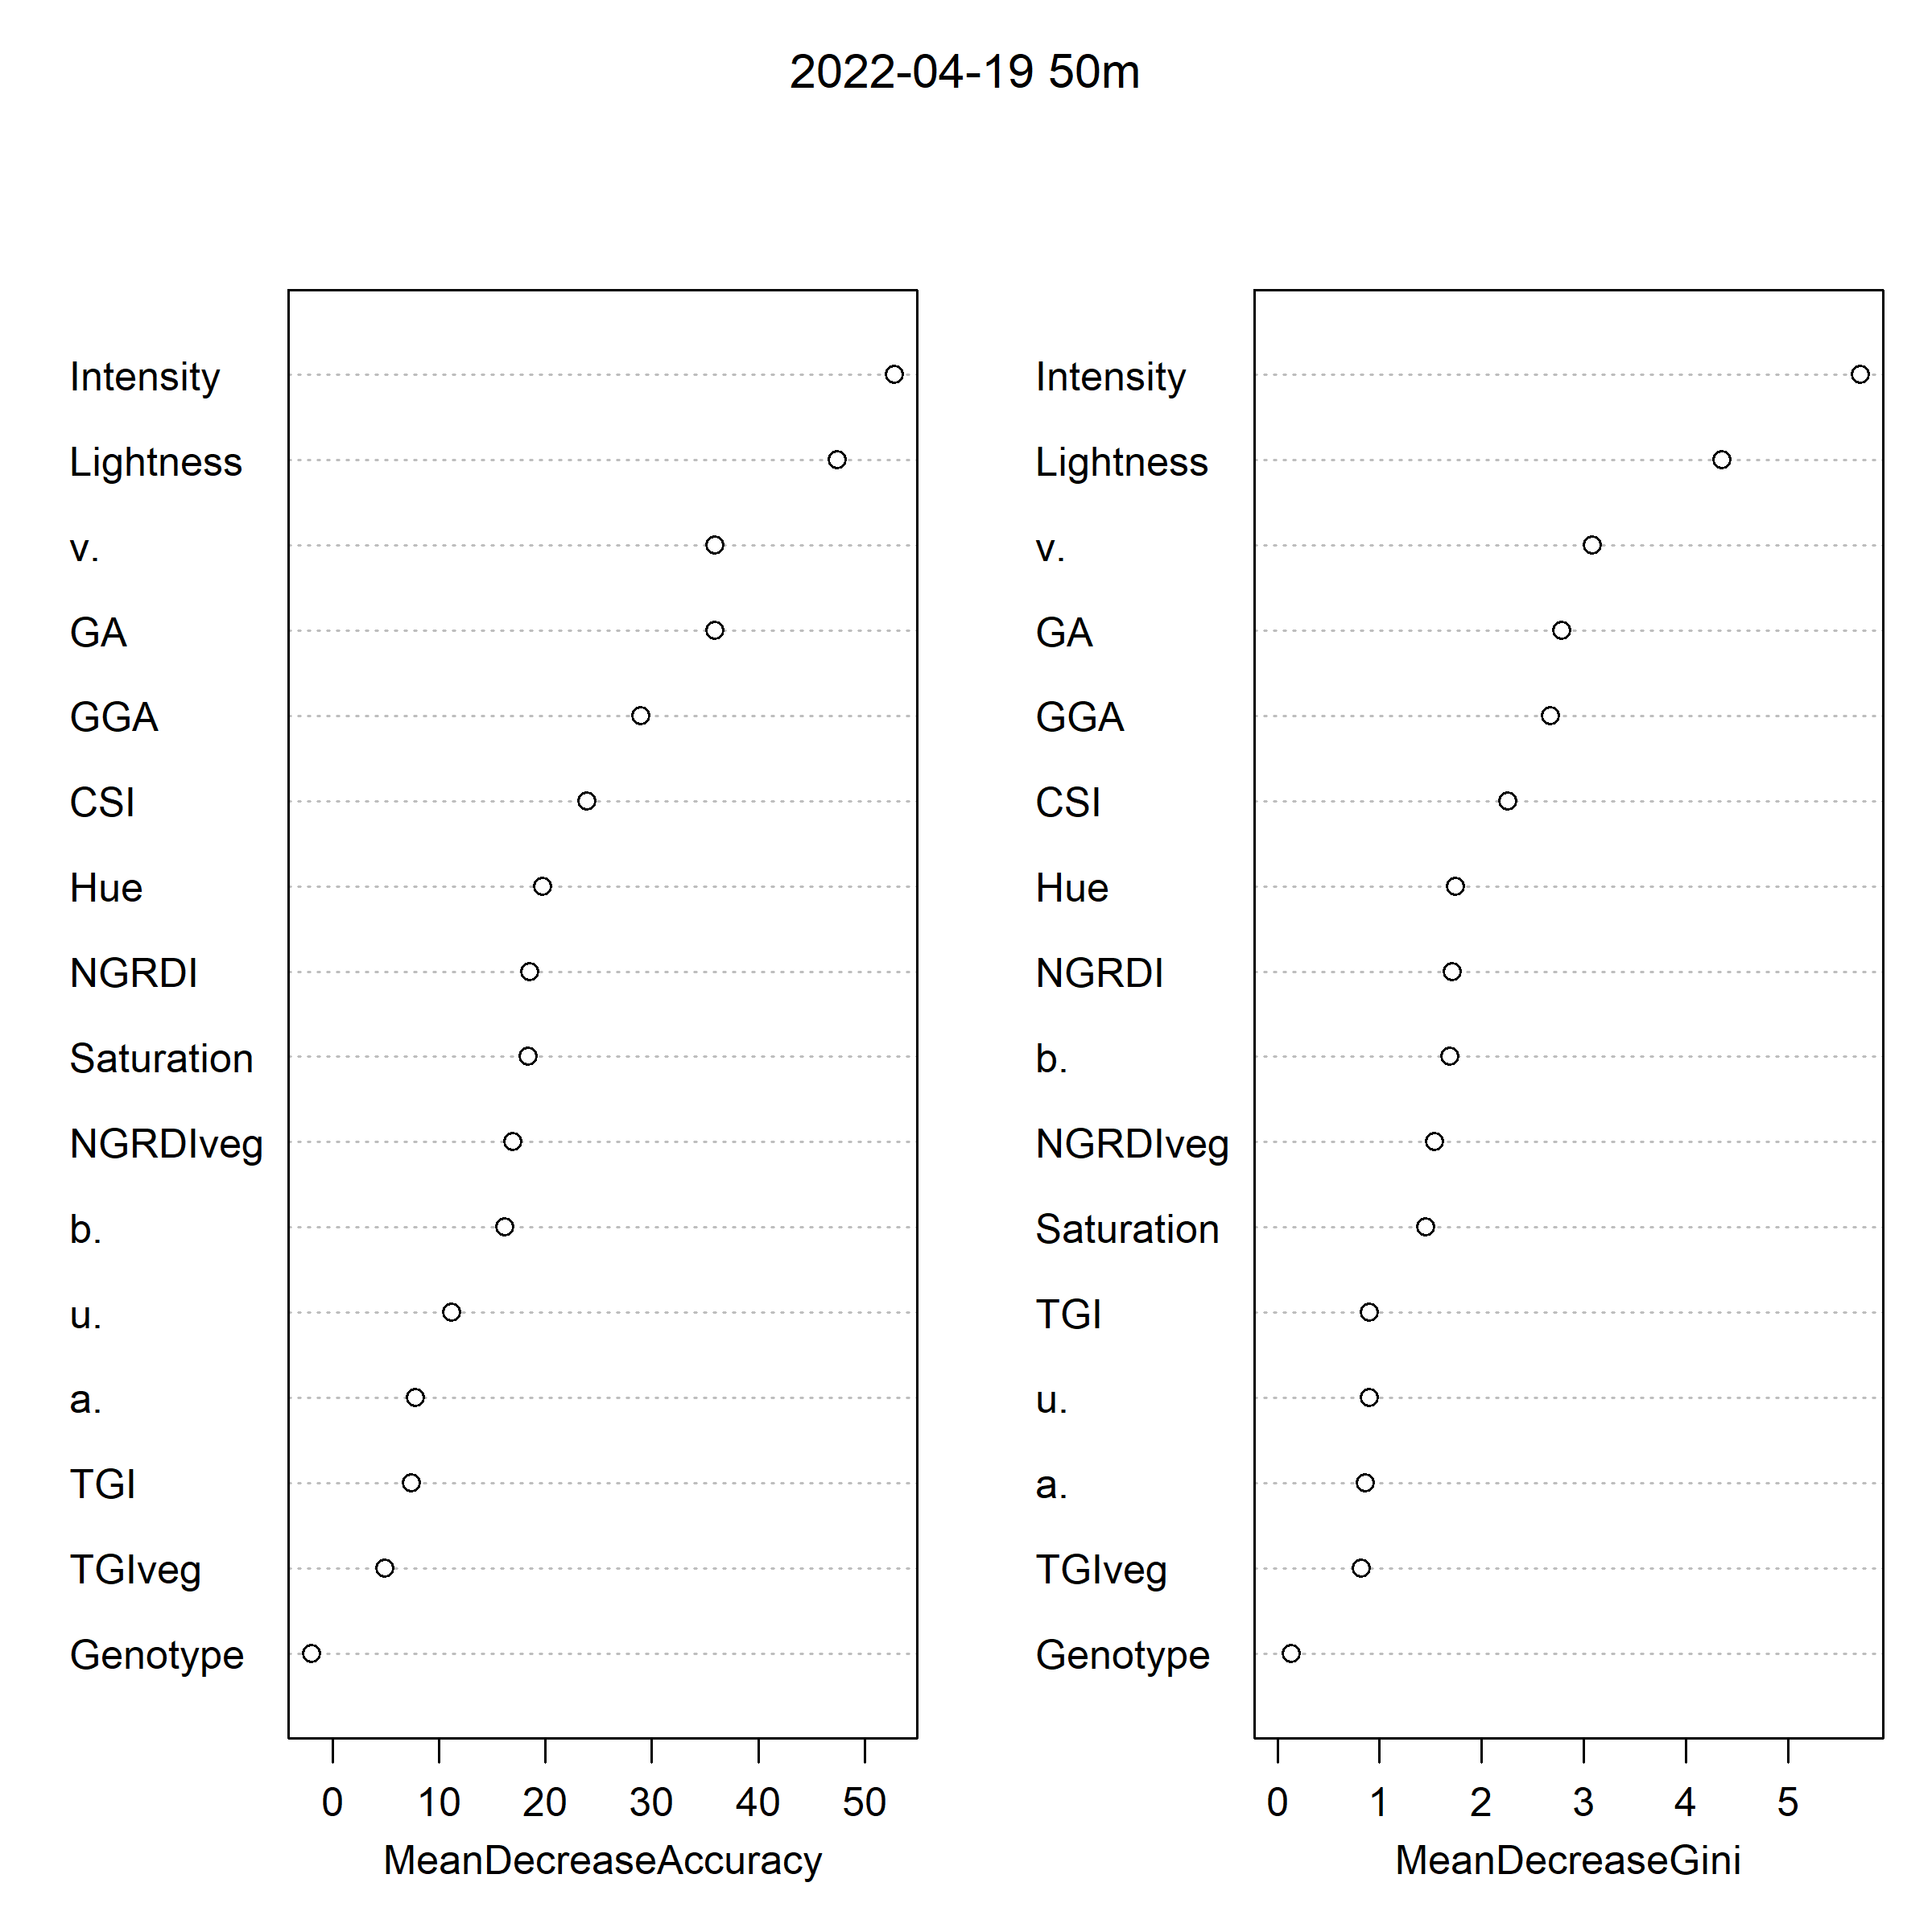 2022-04-19 50m
Intensity
Lightness
v.
GA
GGA
CSI
Hue
NGRDI
Saturation
NGRDIveg
b.
u.
a.
TGI
TGIveg
Genotype
0 10 20 30 40 50
MeanDecreaseAccuracy
Intensity
Lightness
v.
GA
GGA
CSI
Hue
NGRDI
b.
NGRDIveg
Saturation
TGI
u.
a.
TGIveg
Genotype
0 1 2 3 4 5
MeanDecreaseGini